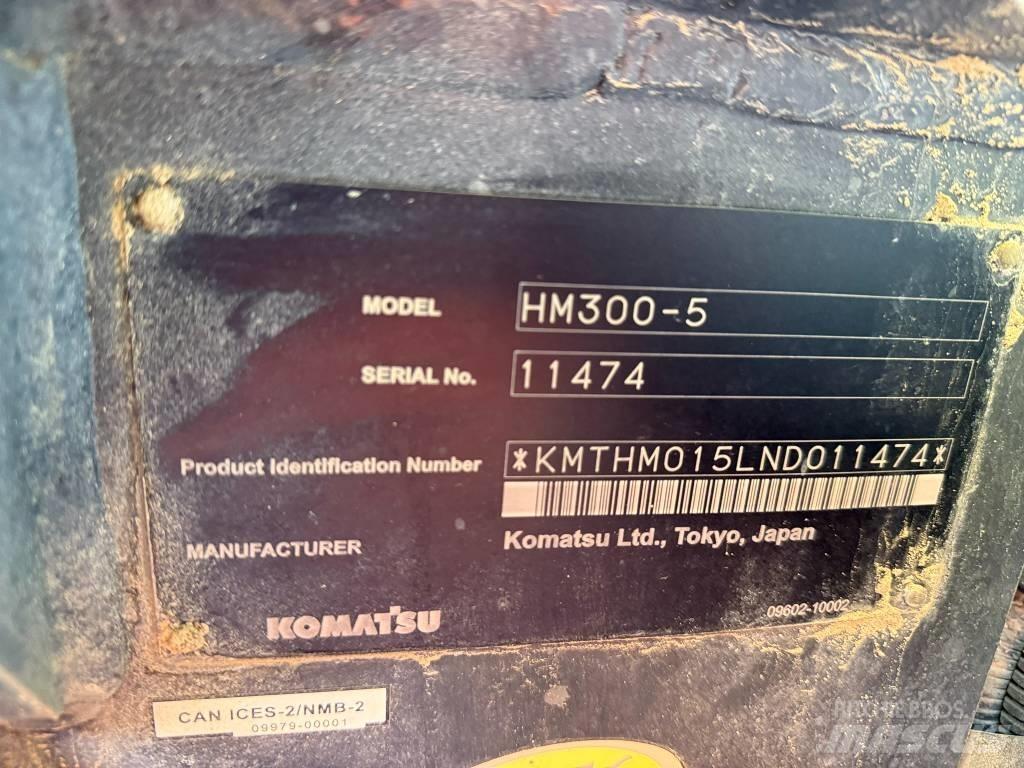 MODEL HM300-5
SERIAL No. 11474
Product Identification Number *KMTHM015LND011474*
MANUFACTURER Komatsu Ltd., Tokyo, Japan
KOMATSU
09602-10002
CAN ICES-2/NMB-2
09979-00001
MASCUS